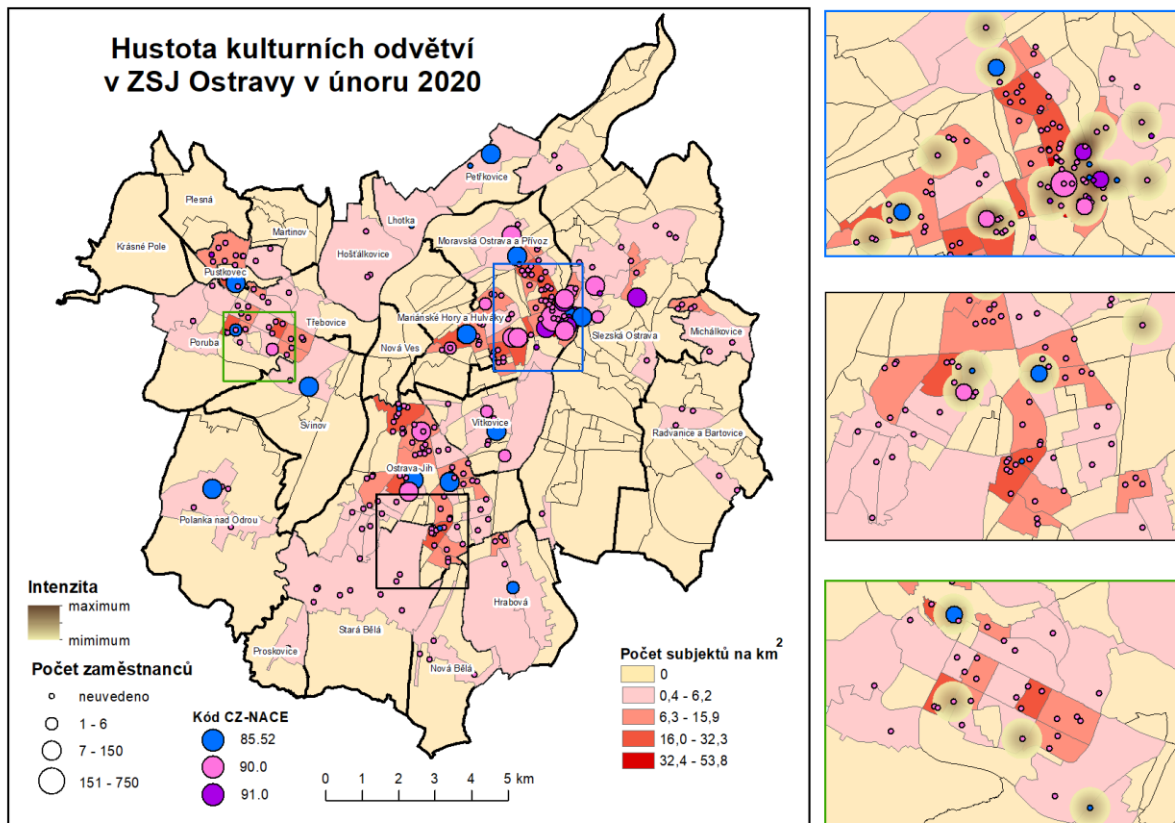 Hustota kulturních odvětví
v ZSJ Ostravy v únoru 2020
Petřkovice
Plesná
Lhotka
Martinov
Krásné Pole
Hošťálkovice
Moravská Ostrava a Přívoz
Pustkovec
Třebovice
Mariánské Hory a Hulváky
Michálkovice
Poruba
Nová Ves
Slezská Ostrava
Svinov
Vítkovice
Radvanice a Bartovice
Ostrava-Jih
Polanka nad Odrou
Hrabová
Stará Bělá
Proskovice
Nová Bělá
Intenzita
maximum
mimimum
Počet zaměstnanců
neuvedeno
1 - 6
7 - 150
151 - 750
Kód CZ-NACE
85.52
90.0
91.0
0 1 2 3 4 5 km
Počet subjektů na km2
0
0,4 - 6,2
6,3 - 15,9
16,0 - 32,3
32,4 - 53,8